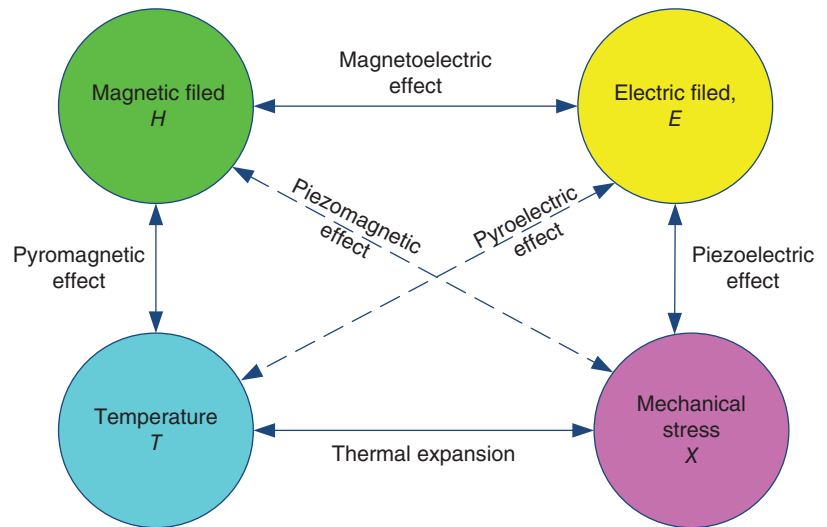 Magnetic filed
H
Magnetoelectric
effect
Electric filed,
E
Piezomagnetic
effect
Pyroelectric
effect
Pyromagnetic
effect
Piezoelectric
effect
Temperature
T
Thermal expansion
Mechanical
stress
X